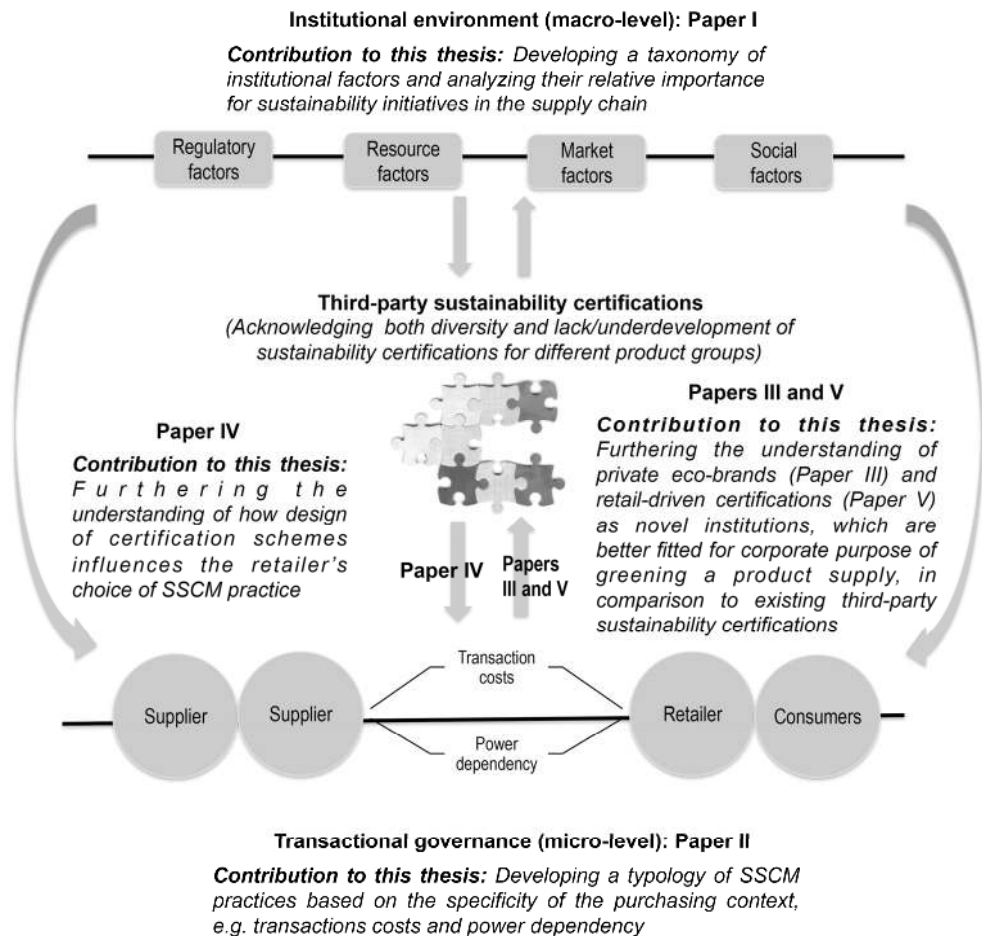 Institutional environment (macro-level): Paper I
Contribution to this thesis: Developing a taxonomy of
institutional factors and analyzing their relative importance
for sustainability initiatives in the supply chain
Regulatory
factors
Resource
factors
Market
factors
Social
factors
Third-party sustainability certifications
(Acknowledging both diversity and lack/underdevelopment of
sustainability certifications for different product groups)
Paper IV
Contribution to this thesis:
Furthering the
understanding of how design
of certification schemes
influences the retailer's
choice of SSCM practice
Papers III and V
Contribution to this thesis:
Furthering the understanding of
private eco-brands (Paper III) and
retail-driven certifications (Paper V)
as novel institutions, which are
better fitted for corporate purpose of
greening a product supply, in
comparison to existing third-party
sustainability certifications
Paper IV
Papers
III and V
Supplier
Supplier
Transaction
costs
Power
dependency
Retailer
Consumers
Transactional governance (micro-level): Paper II
Contribution to this thesis: Developing a typology of SSCM
practices based on the specificity of the purchasing context,
e.g. transactions costs and power dependency